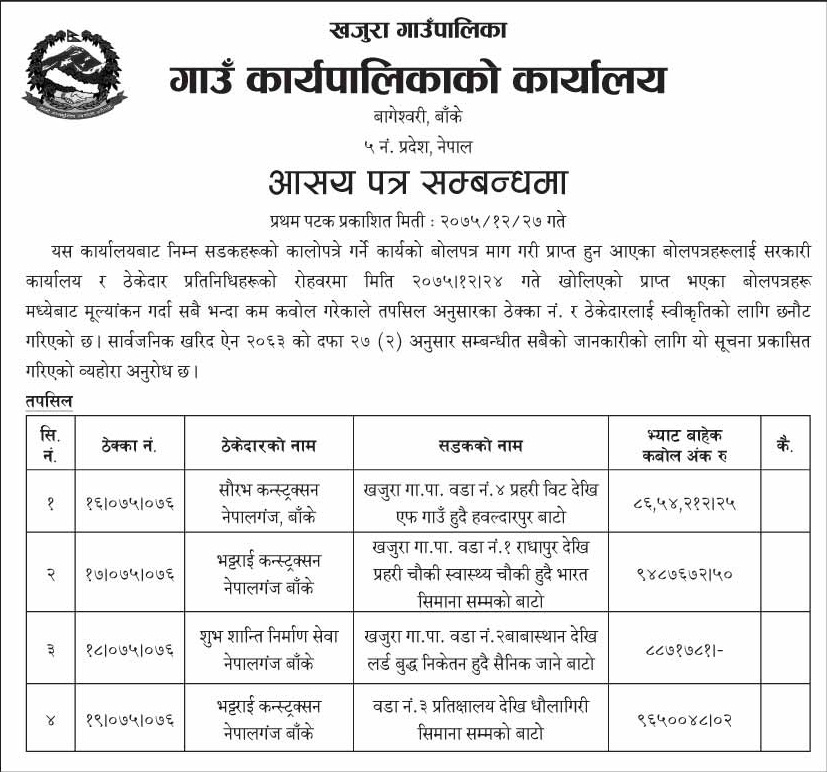 खजुरा गाउँपालिका
गाउँ कार्यपालिकाको कार्यालय
बागेश्वरी, बाँके
५ नं. प्रदेश, नेपाल
आसय पत्र सम्बन्धमा
प्रथम पटक प्रकाशित मिती : २०७५/१२/२७ गते
यस कार्यालयबाट निम्न सडकहरूको कालोपत्रे गर्ने कार्यको बोलपत्र माग गरी प्राप्त हुन आएका बोलपत्रहरूलाई सरकारी
कार्यालय र ठेकेदार प्रतिनिधिहरूको रोहवरमा मिति २०७५।१२।२४ गते खोलिएको प्राप्त भएका बोलपत्रहरू
मध्येबाट मूल्यांकन गर्दा सबै भन्दा कम कवोल गरेकाले तपसिल अनुसारका ठेक्का नं. र ठेकेदारलाई स्वीकृतिको लागि छनौट
गरिएको छ। सार्वजनिक खरिद ऐन २०६३ को दफा २७ (२) अनुसार सम्बन्धीत सबैको जानकारीको लागि यो सूचना प्रकासित
गरिएको व्यहोरा अनुरोध छ।
तपसिल
सि. नं. ठेक्का नं. ठेकेदारको नाम सडकको नाम भ्याट बाहेक कबोल अंक रु कै.
१ १६।०७५।०७६ सौरभ कन्स्ट्रक्सन नेपालगंज, बाँके खजुरा गा.पा. वडा नं.४ प्रहरी विट देखि एफ गाउँ हुदै हवल्दारपुर बाटो ८६,५४,२१२।२५
२ १७।०७५।०७६ भट्टराई कन्स्ट्रक्सन नेपालगंज बाँके खजुरा गा.पा. वडा नं.१ राधापुर देखि प्रहरी चौकी स्वास्थ्य चौकी हुदै भारत सिमाना सम्मको बाटो ९४८७६७२।५०
३ १८।०७५।०७६ शुभ शान्ति निर्माण सेवा नेपालगंज बाँके खजुरा गा.पा. वडा नं.२बाबास्थान देखि लर्ड बुद्ध निकेतन हुदै सैनिक जाने बाटो ८८७१७८१।-
४ १९।०७५।०७६ भट्टराई कन्स्ट्रक्सन नेपालगंज बाँके वडा नं.३ प्रतिक्षालय देखि धौलागिरी सिमाना सम्मको बाटो ९६५००४८।०२